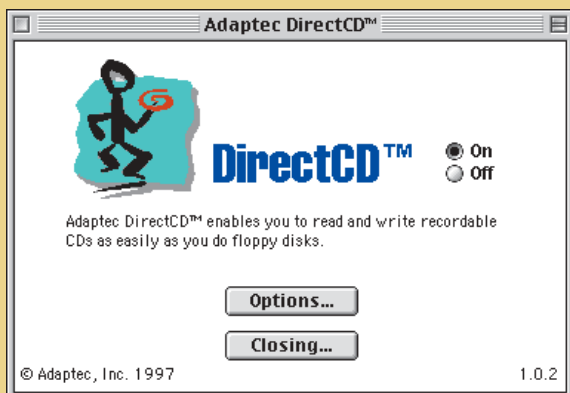 Adaptec DirectCD™
DirectCD™
On
Off
Adaptec DirectCD™ enables you to read and write recordable
CDs as easily as you do floppy disks.
Options...
Closing...
© Adaptec, Inc. 1997
1.0.2